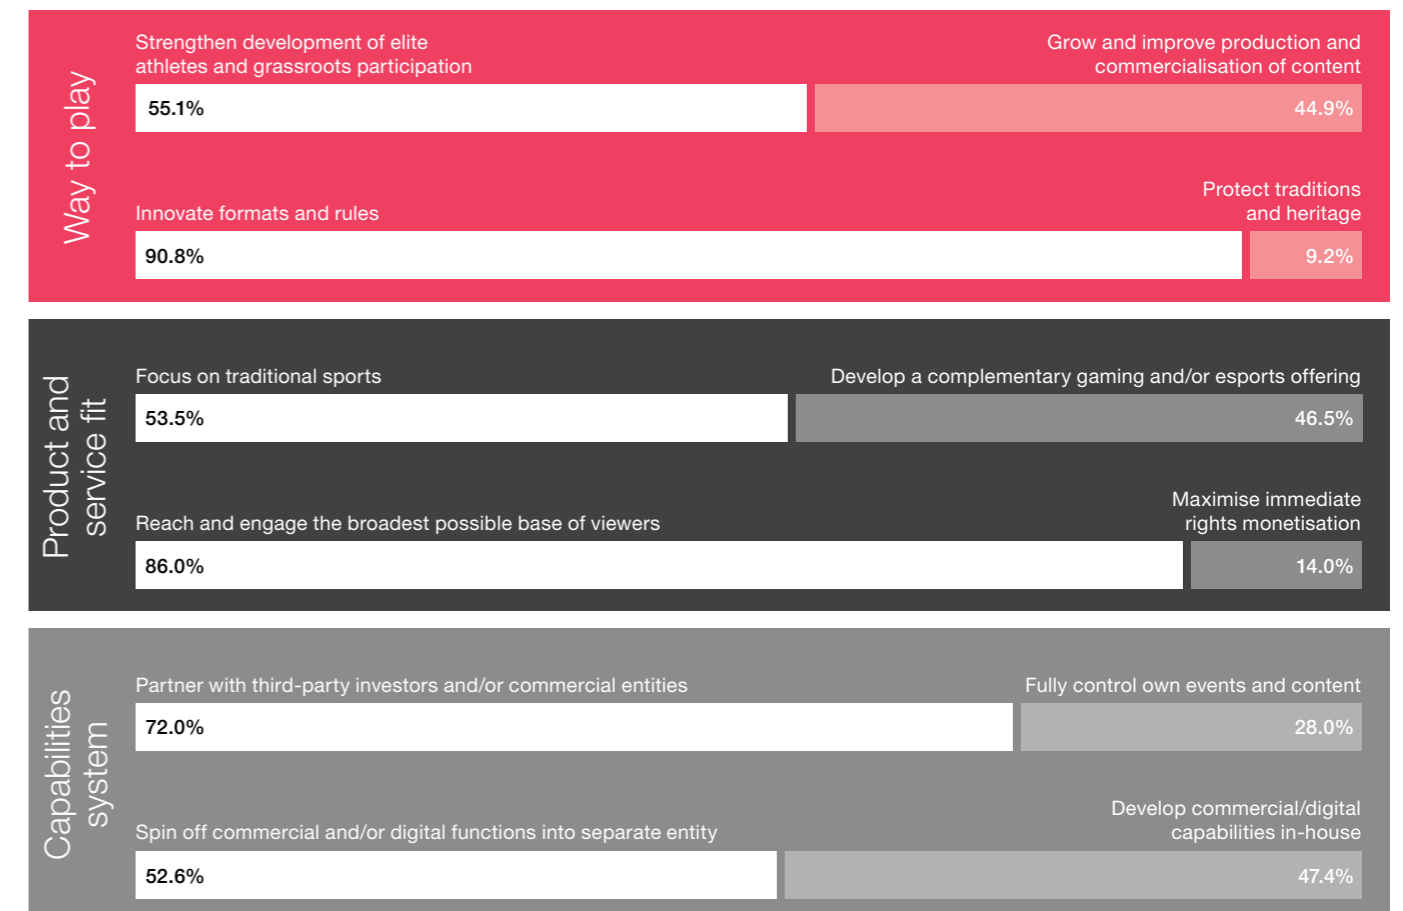 Way to play
Strengthen development of elite
athletes and grassroots participation
Grow and improve production and
commercialisation of content
55.1%
44.9%
Innovate formats and rules
Protect traditions
and heritage
90.8%
9.2%
Product and
service fit
Focus on traditional sports
Develop a complementary gaming and/or esports offering
53.5%
46.5%
Reach and engage the broadest possible base of viewers
Maximise immediate
rights monetisation
86.0%
14.0%
Capabilities
system
Partner with third-party investors and/or commercial entities
Fully control own events and content
72.0%
28.0%
Spin off commercial and/or digital functions into separate entity
Develop commercial/digital
capabilities in-house
52.6%
47.4%